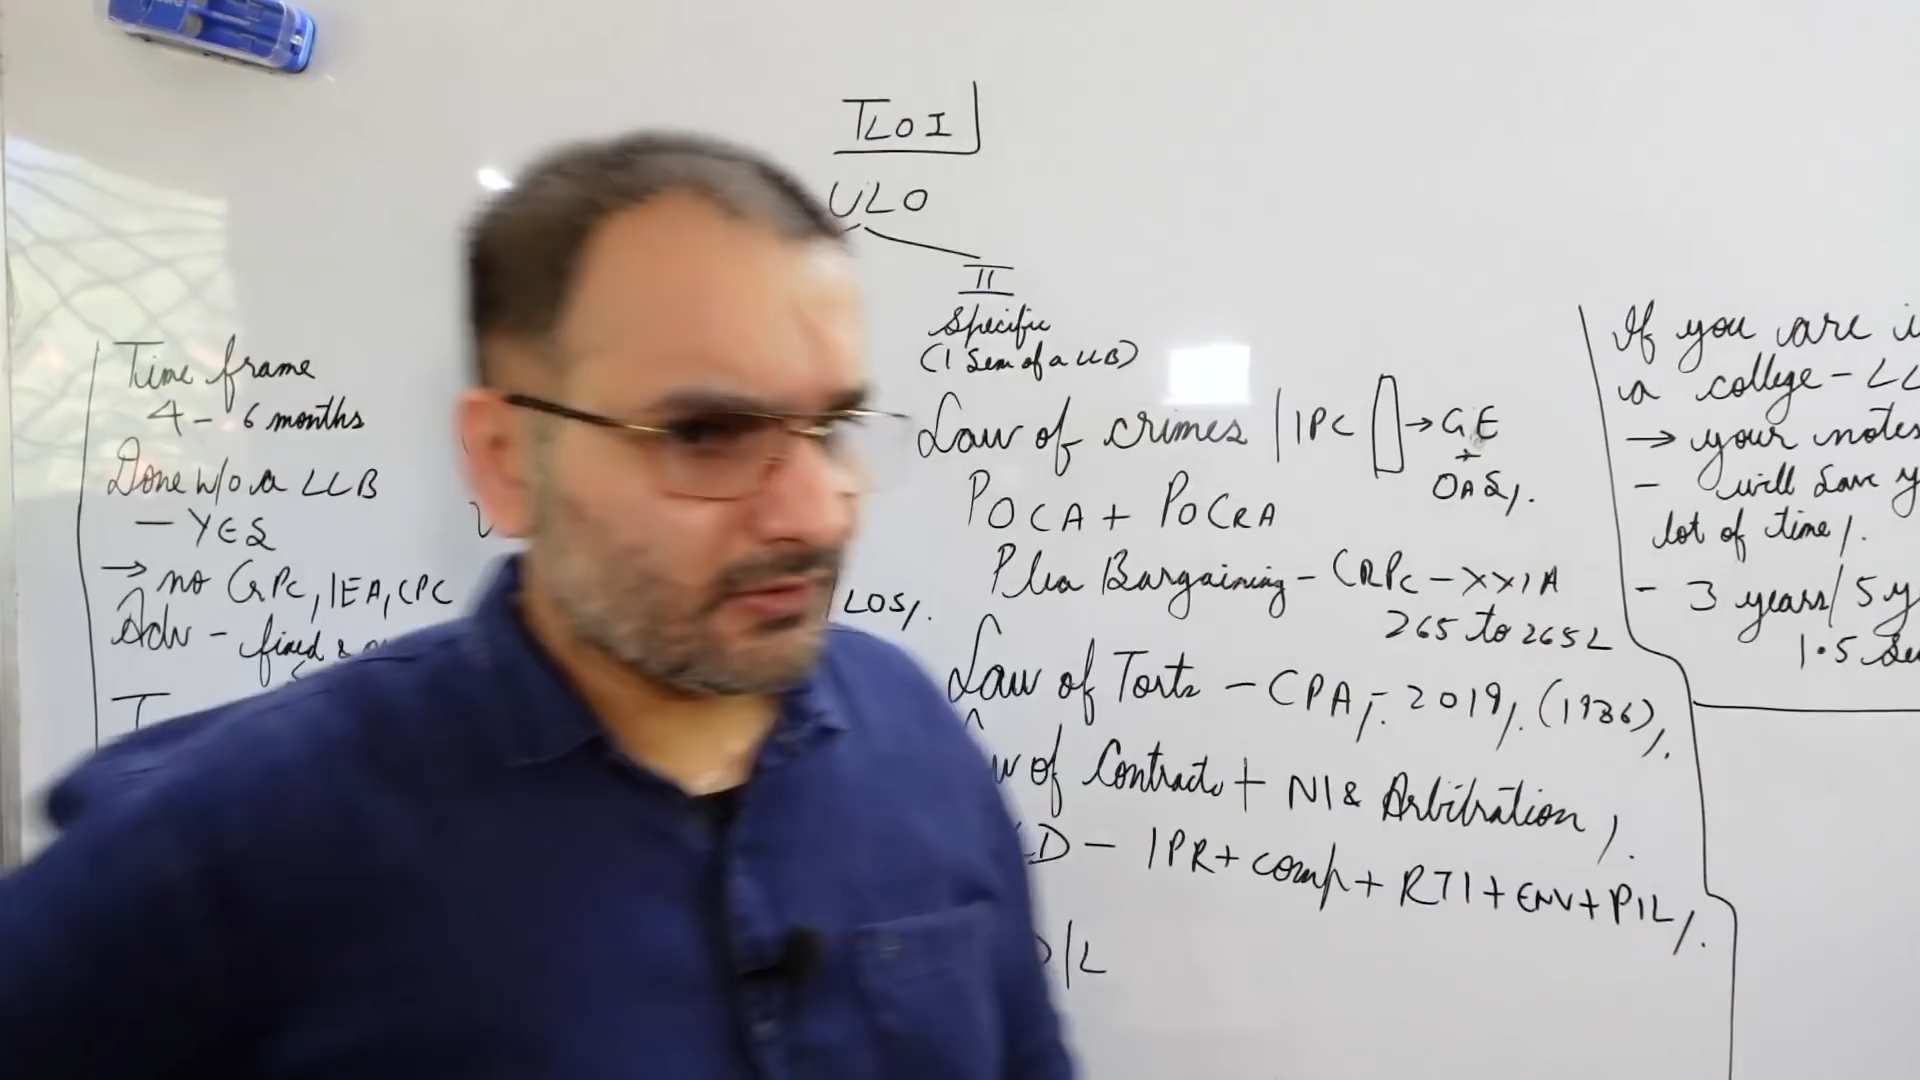 TLOI
ULO
II
Specific
(1 Sem of a LLB)
Time frame
4 - 6 months
Done w/o a LLB
- YES
→ no CrPC, IEA, CPC
Adv - fixed &
Law of crimes | IPC → GE
OAS/.
POCA + POCRA
Plea Bargaining - CRPC - XXIA
265 to 265L
LOS/.
Law of Torts - CPA,- 2019/. (1986)/.
of Contracts + NI & Arbitration /.
D - IPR + comp + RTI + ENV + PIL/.
/L
If you are i
a college - LL
→ your notes
- will save y
lot of time/.
- 3 years/5 y
1.5 Se